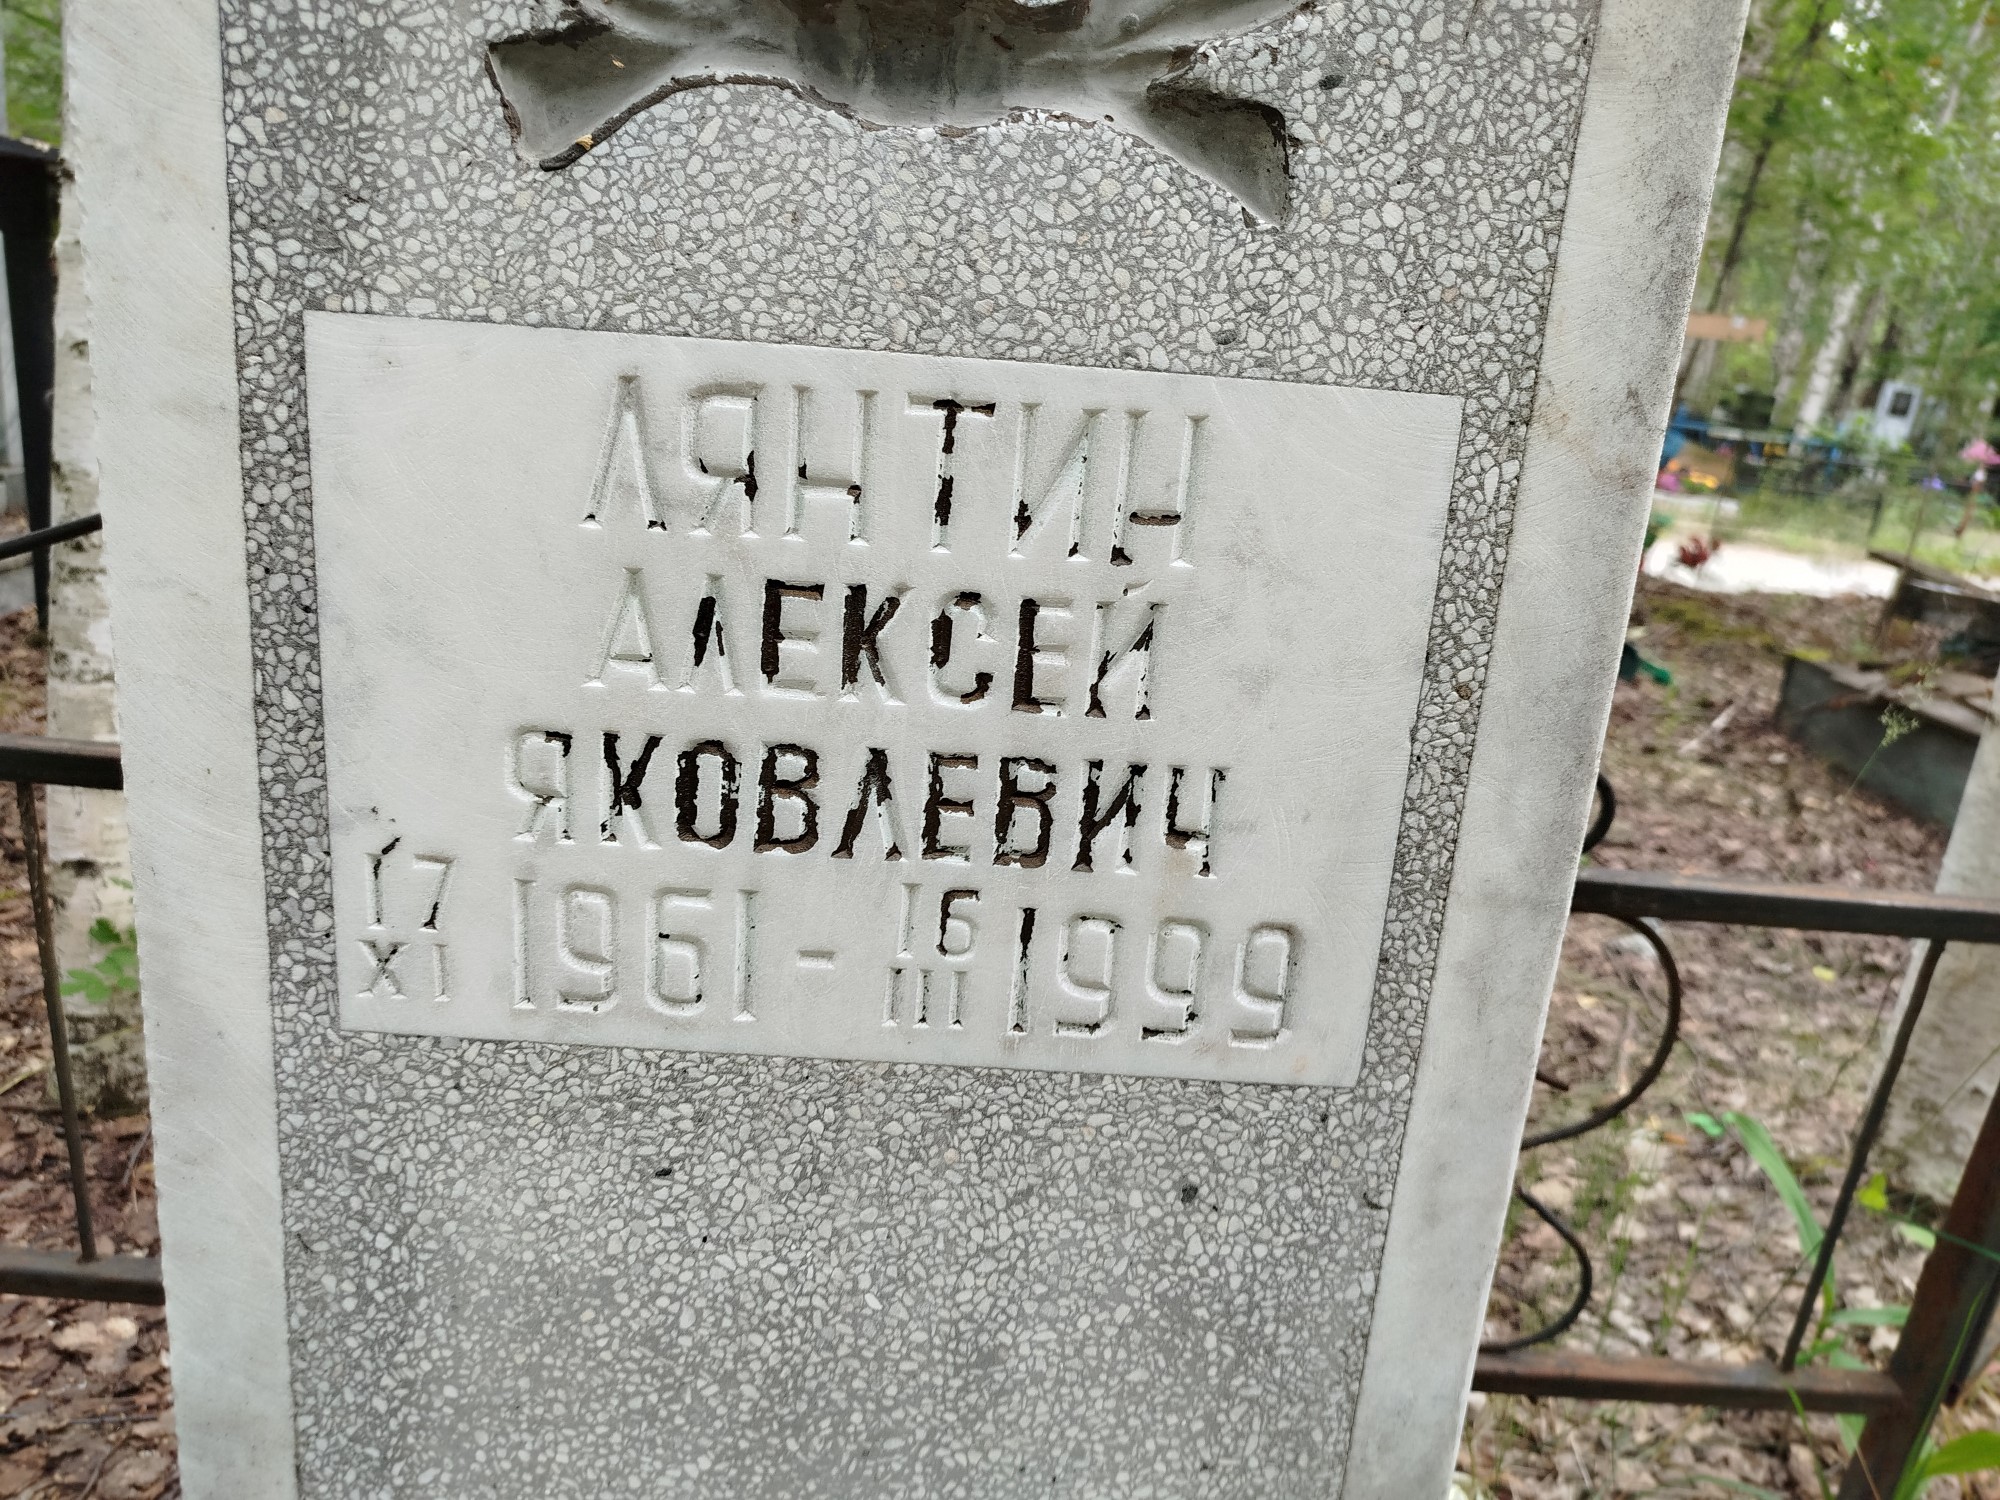 ЛЯНТИН
АЛЕКСЕЙ
ЯКОВЛЕВИЧ
17 XI 1961 - 16 III 1999